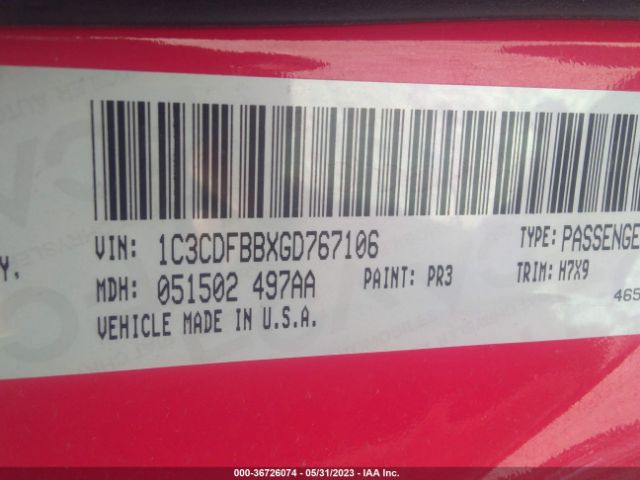 VIN: 1C3CDFBBXGD767106 TYPE: PASSENGE
Y. MDH: 051502 497AA PAINT: PR3 TRIM: H7X9
VEHICLE MADE IN U.S.A. 465
000-36726074 - 05/31/2023 - IAA Inc.